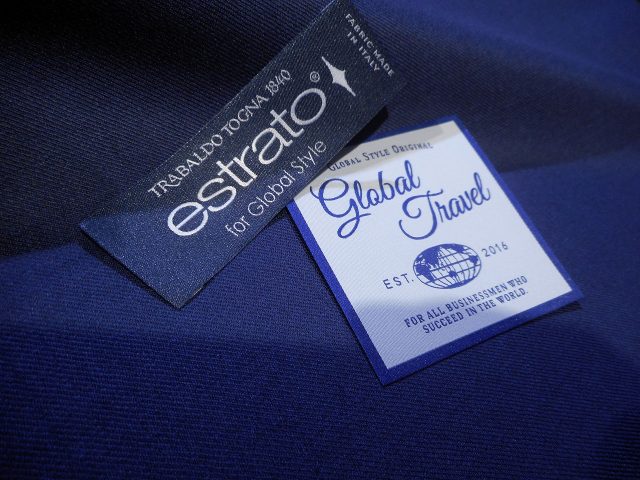 TRABALDO TOGNA 1840
estrato®
for Global Style
FABRIC MADE
IN ITALY
GLOBAL STYLE ORIGINAL
Global
Travel
EST. 2016
FOR ALL BUSINESSMEN WHO
SUCCEED IN THE WORLD.